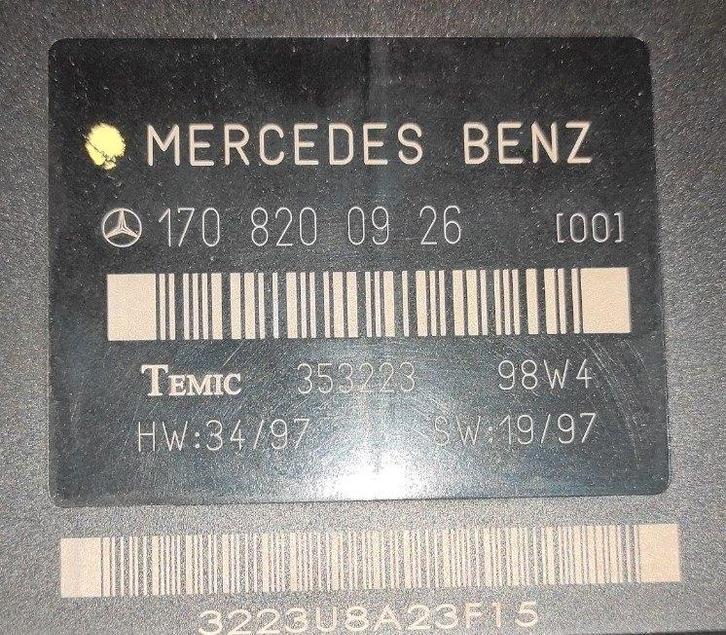 MERCEDES BENZ
170 820 09 26 [00]
TEMIC 353223 98W4
HW:34/97 SW:19/97
3223U8A23F15